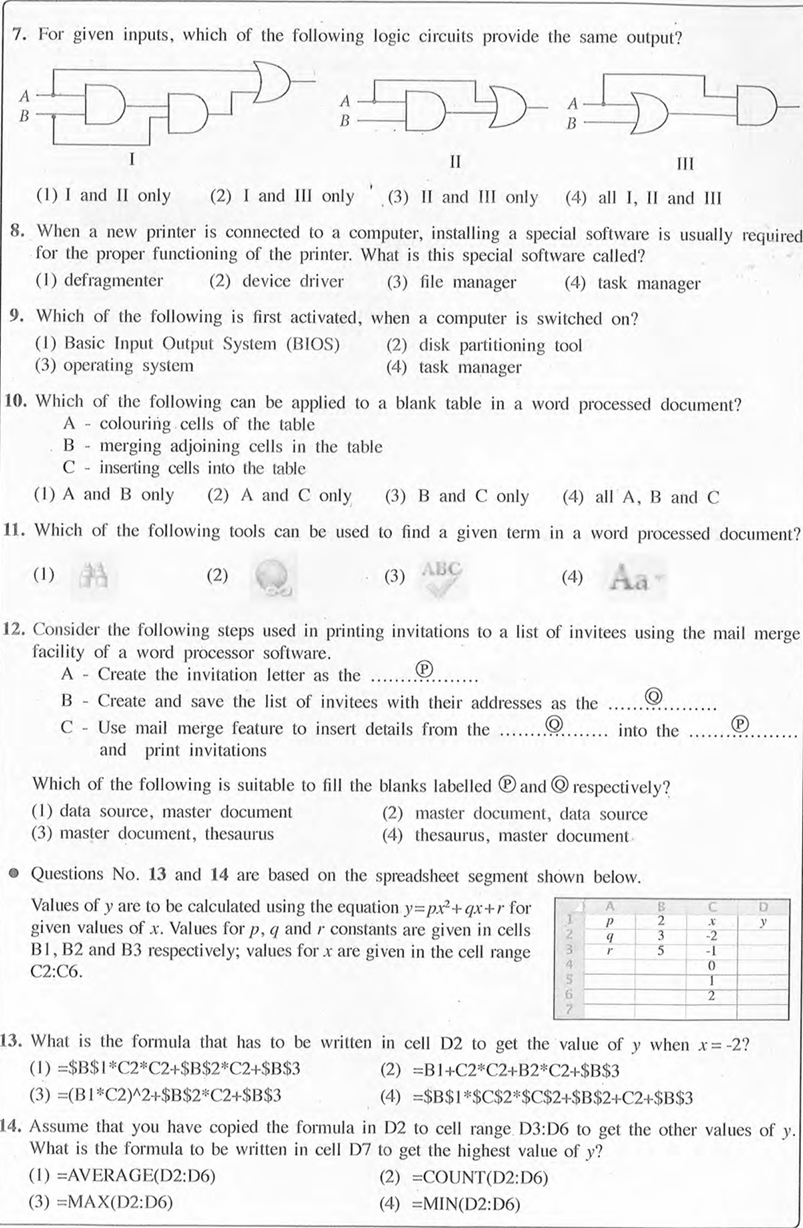 7. For given inputs, which of the following logic circuits provide the same output?
A
B
I
A
B
II
A
B
III
(1) I and II only (2) I and III only (3) II and III only (4) all I, II and III
8. When a new printer is connected to a computer, installing a special software is usually required
for the proper functioning of the printer. What is this special software called?
(1) defragmenter (2) device driver (3) file manager (4) task manager
9. Which of the following is first activated, when a computer is switched on?
(1) Basic Input Output System (BIOS) (2) disk partitioning tool
(3) operating system (4) task manager
10. Which of the following can be applied to a blank table in a word processed document?
A - colouring cells of the table
B - merging adjoining cells in the table
C - inserting cells into the table
(1) A and B only (2) A and C only (3) B and C only (4) all A, B and C
11. Which of the following tools can be used to find a given term in a word processed document?
(1) (2) (3) ABC (4) Aa
12. Consider the following steps used in printing invitations to a list of invitees using the mail merge
facility of a word processor software.
A - Create the invitation letter as the .......Ⓟ..........
B - Create and save the list of invitees with their addresses as the ......Ⓠ..........
C - Use mail merge feature to insert details from the ........Ⓠ........ into the .......Ⓟ.........
and print invitations
Which of the following is suitable to fill the blanks labelled Ⓟ and Ⓠ respectively?
(1) data source, master document (2) master document, data source
(3) master document, thesaurus (4) thesaurus, master document
● Questions No. 13 and 14 are based on the spreadsheet segment shown below.
Values of y are to be calculated using the equation y=px²+qx+r for
given values of x. Values for p, q and r constants are given in cells
B1, B2 and B3 respectively; values for x are given in the cell range
C2:C6.
A B C D
1 p 2 x y
2 q 3 -2
3 r 5 -1
4 0
5 1
6 2
7
13. What is the formula that has to be written in cell D2 to get the value of y when x = -2?
(1) =$B$1*C2*C2+$B$2*C2+$B$3 (2) =B1+C2*C2+B2*C2+$B$3
(3) =(B1*C2)^2+$B$2*C2+$B$3 (4) =$B$1*$C$2*$C$2+$B$2+C2+$B$3
14. Assume that you have copied the formula in D2 to cell range D3:D6 to get the other values of y.
What is the formula to be written in cell D7 to get the highest value of y?
(1) =AVERAGE(D2:D6) (2) =COUNT(D2:D6)
(3) =MAX(D2:D6) (4) =MIN(D2:D6)